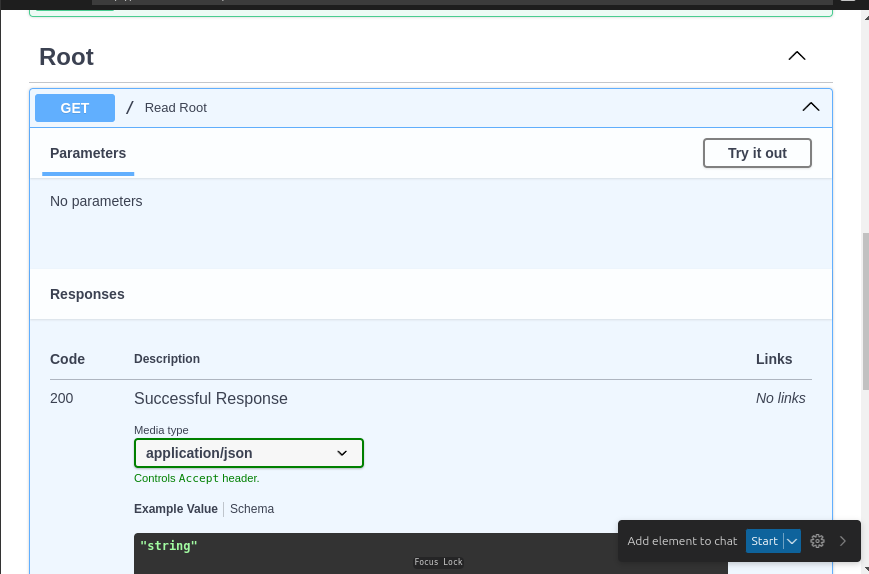 Root
GET / Read Root
Parameters
Try it out
No parameters
Responses
Code Description Links
200 Successful Response No links
Media type
application/json
Controls Accept header.
Example Value Schema
"string"
Add element to chat Start
Focus Lock